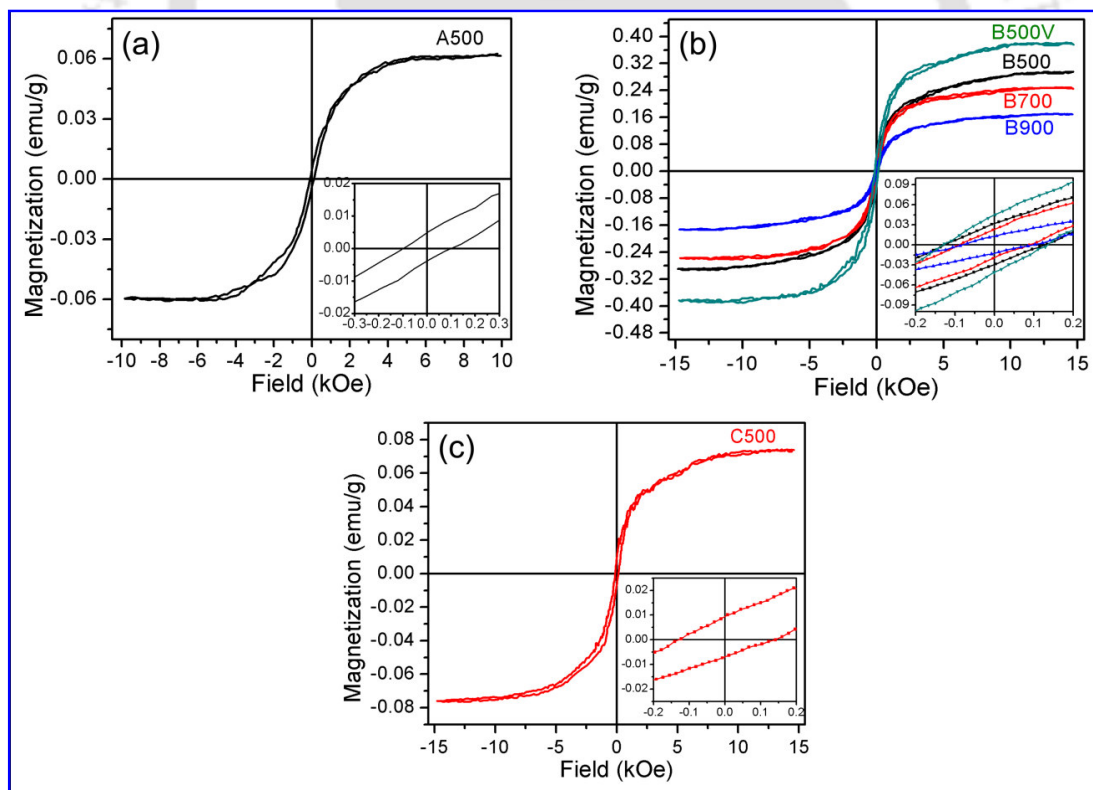 (a)
A500
Magnetization (emu/g)
0.06
0.03
0.00
-0.03
-0.06
-10 -8 -6 -4 -2 0 2 4 6 8 10
Field (kOe)
0.02
0.01
0.00
-0.01
-0.02
-0.3 -0.2 -0.1 0.0 0.1 0.2 0.3
(b)
B500V
B500
B700
B900
Magnetization (emu/g)
0.40
0.32
0.24
0.16
0.08
0.00
-0.08
-0.16
-0.24
-0.32
-0.40
-0.48
-15 -10 -5 0 5 10 15
Field (kOe)
0.09
0.06
0.03
0.00
-0.03
-0.06
-0.09
-0.2 -0.1 0.0 0.1 0.2
(c)
C500
Magnetization (emu/g)
0.08
0.06
0.04
0.02
0.00
-0.02
-0.04
-0.06
-0.08
-15 -10 -5 0 5 10 15
Field (kOe)
0.02
0.01
0.00
-0.01
-0.02
-0.2 -0.1 0.0 0.1 0.2